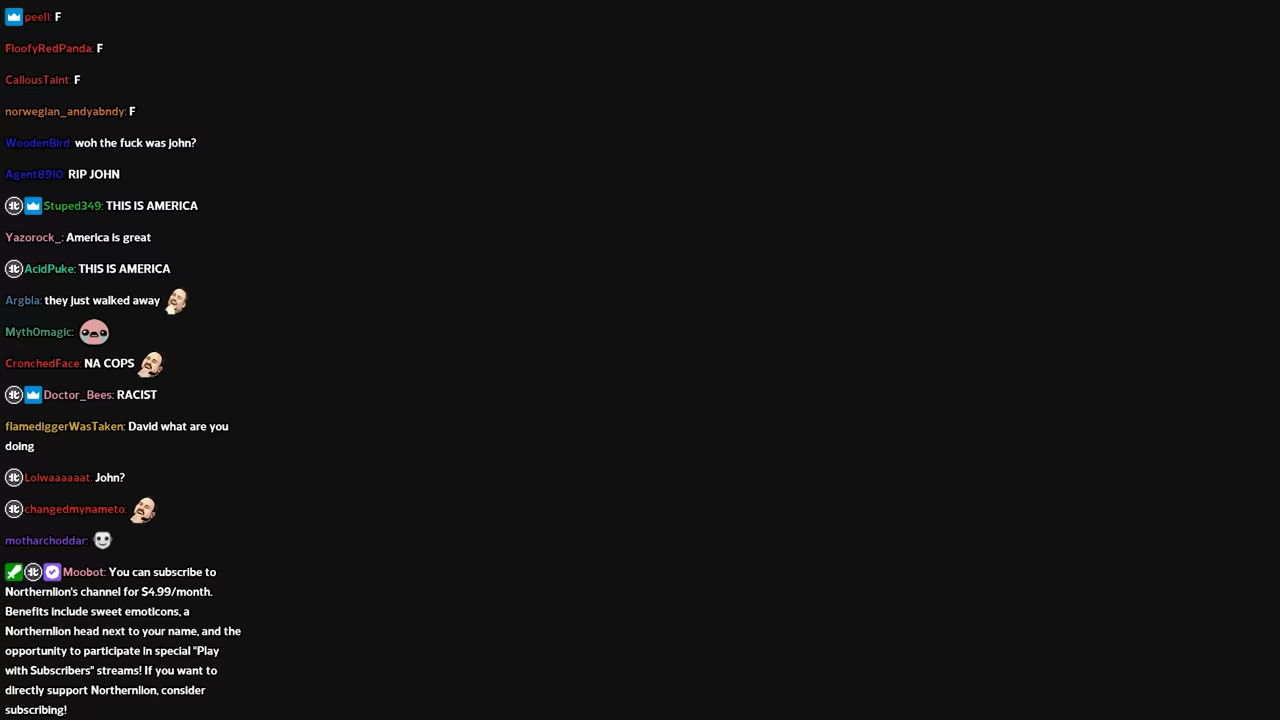 peel1: F
FloofyRedPanda: F
CallousTaint: F
norwegian_andyabndy: F
WoodenBird: woh the fuck was john?
Agent8910: RIP JOHN
Stuped349: THIS IS AMERICA
Yazorock_: America is great
AcidPuke: THIS IS AMERICA
Argbla: they just walked away
Myth0magic:
CronchedFace: NA COPS
Doctor_Bees: RACIST
flamediggerWasTaken: David what are you
doing
Lolwaaaaaat: John?
changedmynameto:
motharchoddar:
Moobot: You can subscribe to
Northernlion's channel for $4.99/month.
Benefits include sweet emoticons, a
Northernlion head next to your name, and the
opportunity to participate in special "Play
with Subscribers" streams! If you want to
directly support Northernlion, consider
subscribing!